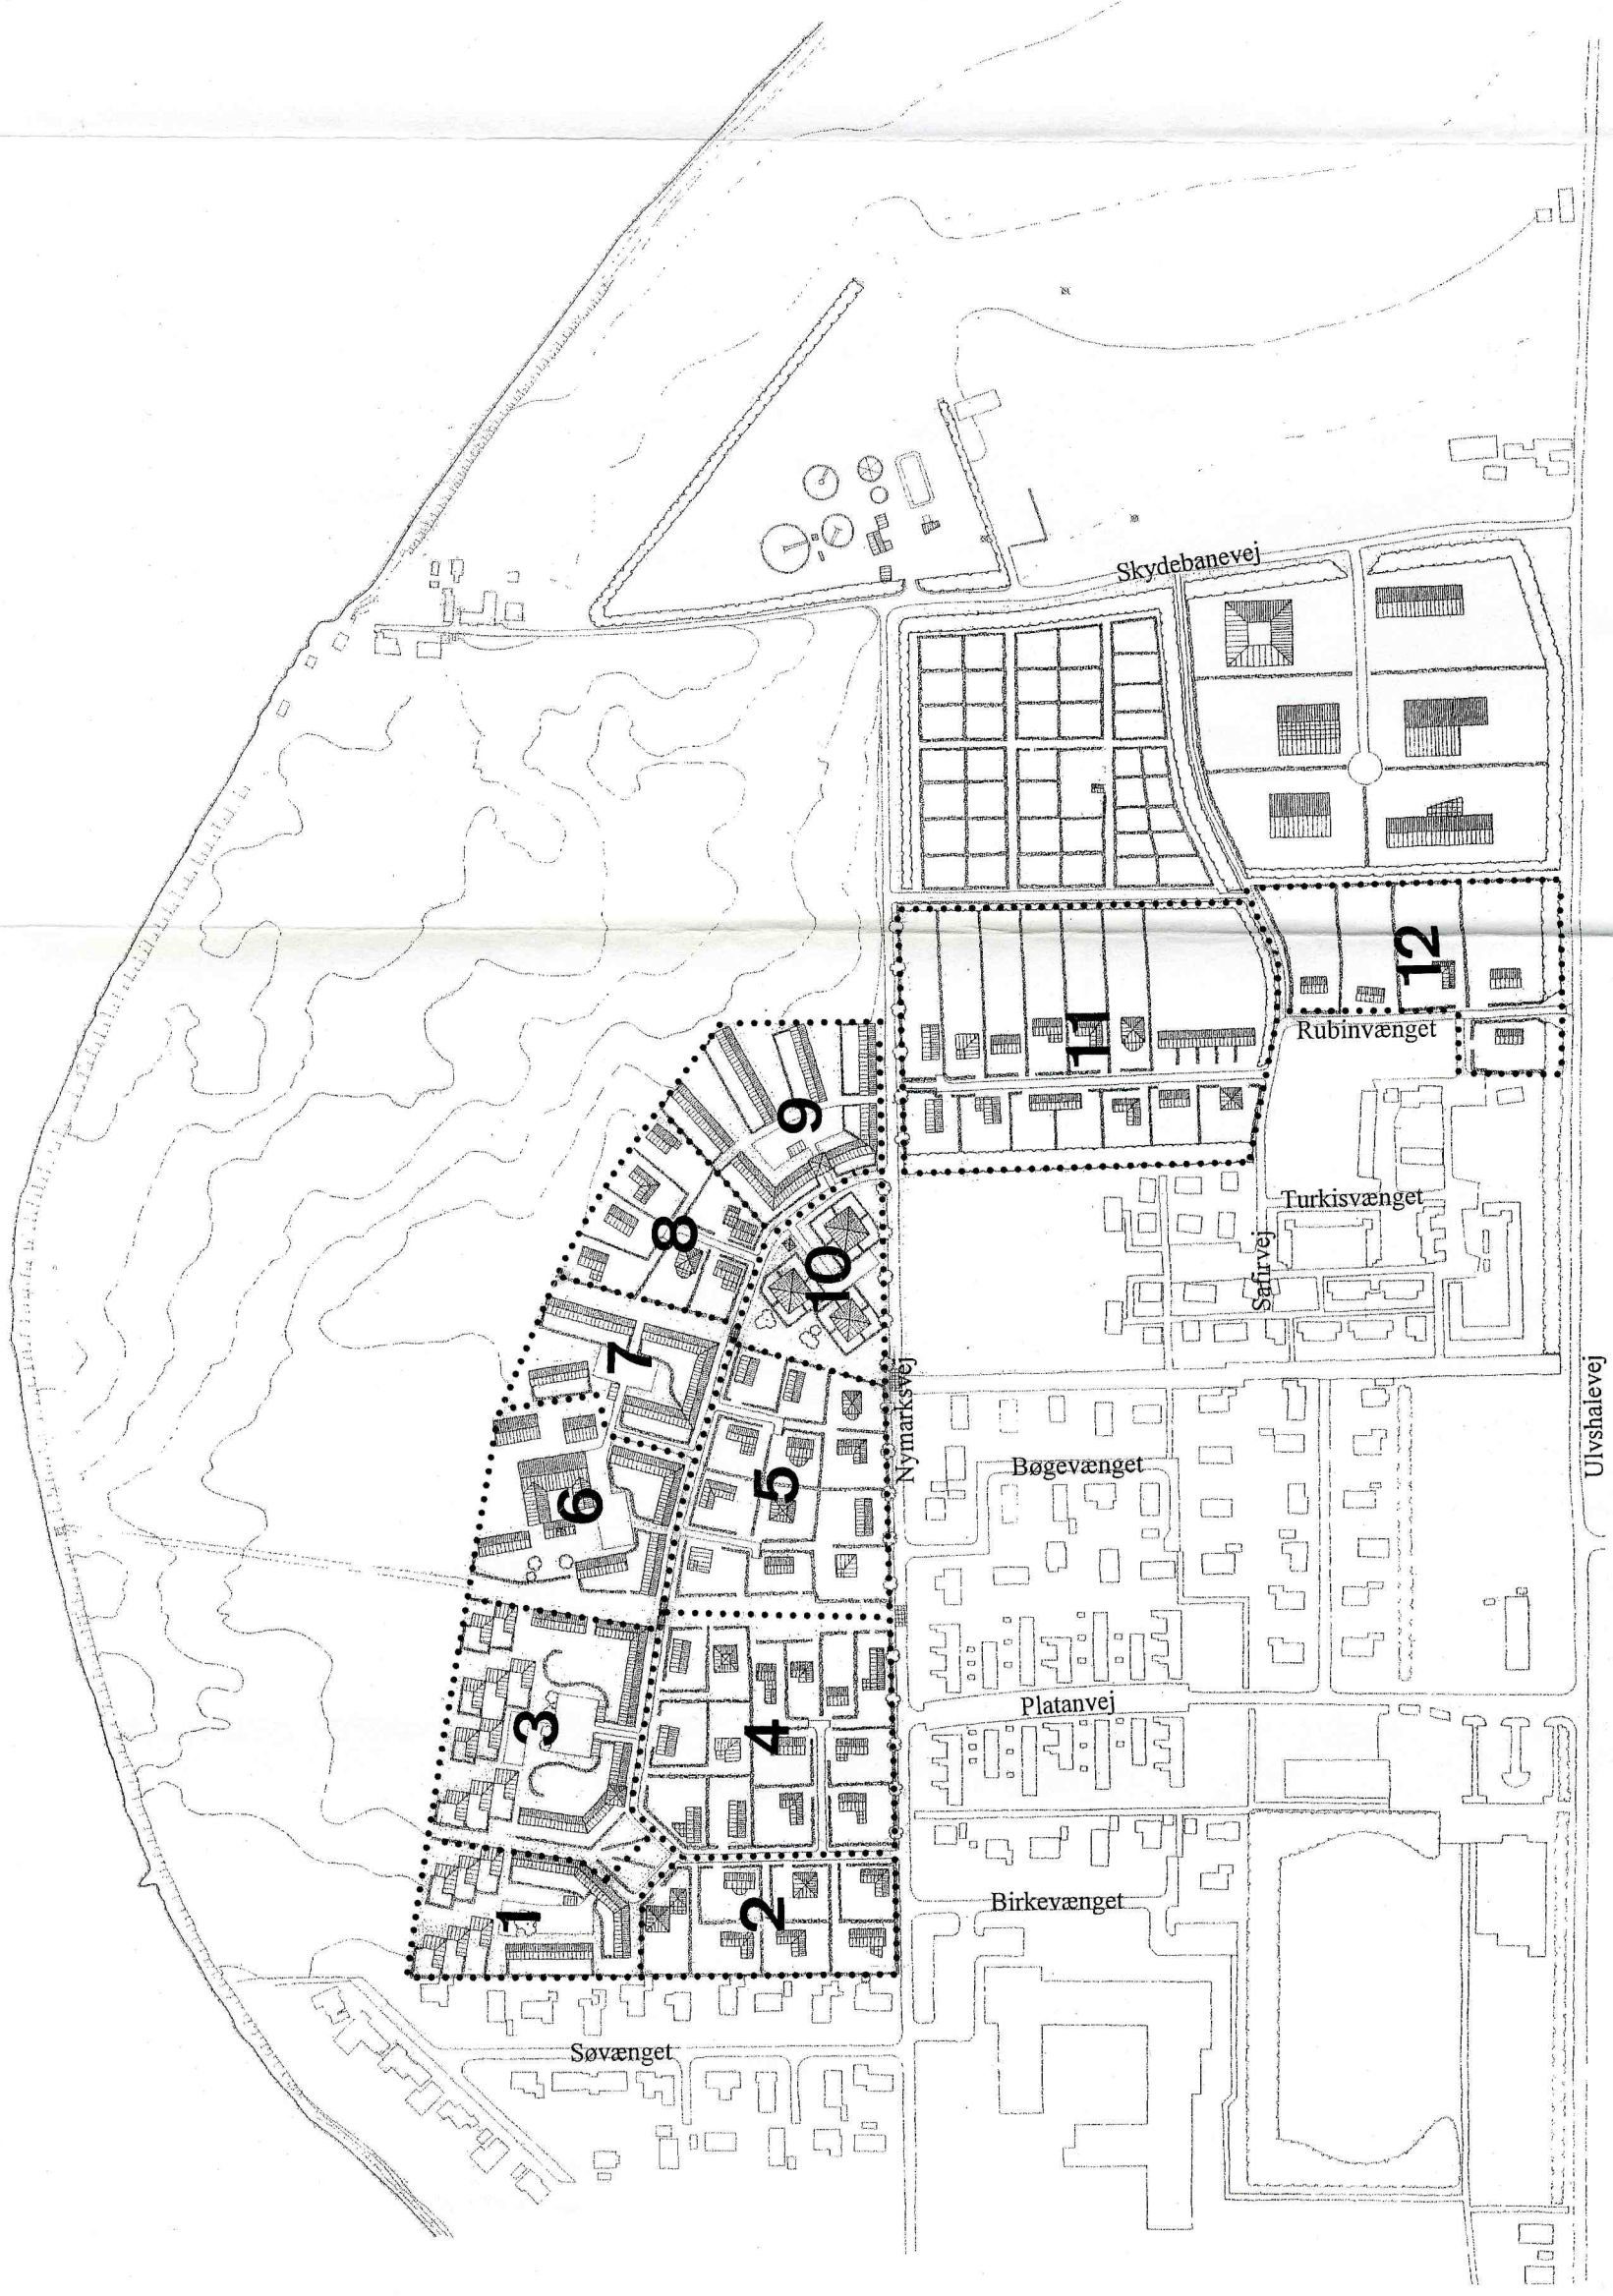 Skydebanevej
12
Rubinvænget
11
9
Turkisvænget
8
Safirvej
10
7
Nymarksvej
Ulvshalevej
Bøgevænget
5
6
Platanvej
3
4
Birkevænget
1
2
Søvænget